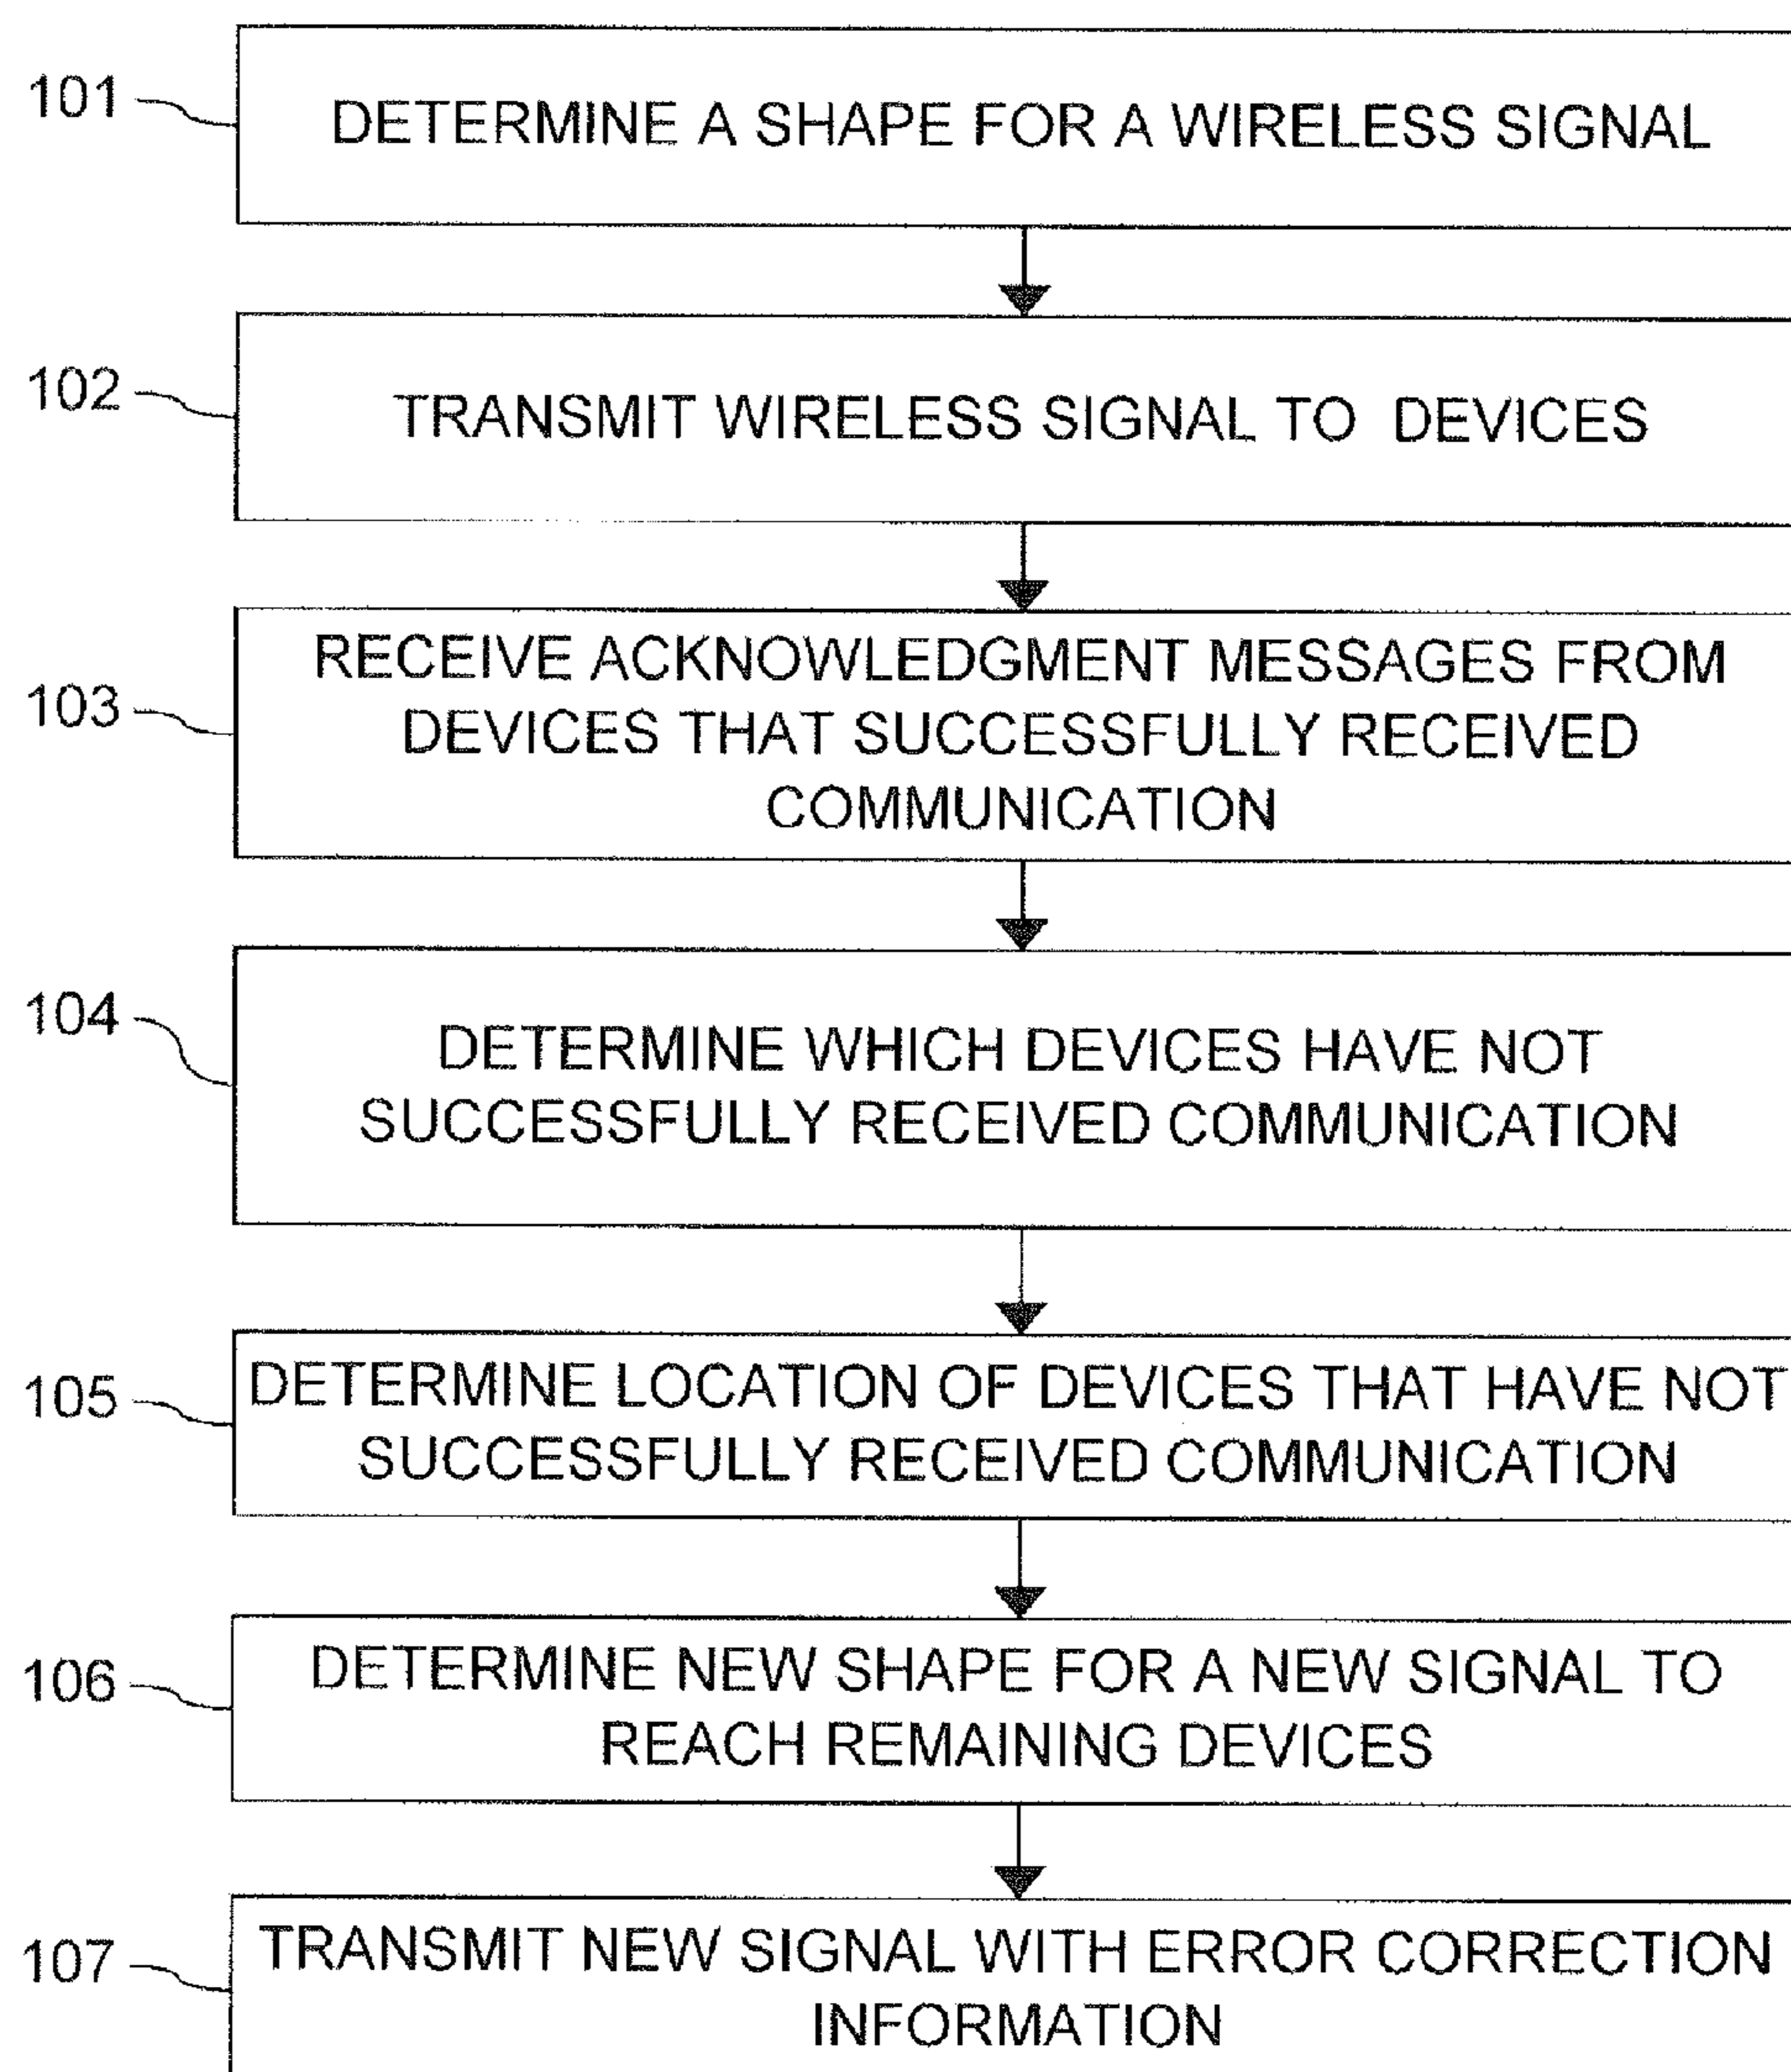 101
DETERMINE A SHAPE FOR A WIRELESS SIGNAL
102
TRANSMIT WIRELESS SIGNAL TO DEVICES
103
RECEIVE ACKNOWLEDGMENT MESSAGES FROM
DEVICES THAT SUCCESSFULLY RECEIVED
COMMUNICATION
104
DETERMINE WHICH DEVICES HAVE NOT
SUCCESSFULLY RECEIVED COMMUNICATION
105
DETERMINE LOCATION OF DEVICES THAT HAVE NOT
SUCCESSFULLY RECEIVED COMMUNICATION
106
DETERMINE NEW SHAPE FOR A NEW SIGNAL TO
REACH REMAINING DEVICES
107
TRANSMIT NEW SIGNAL WITH ERROR CORRECTION
INFORMATION